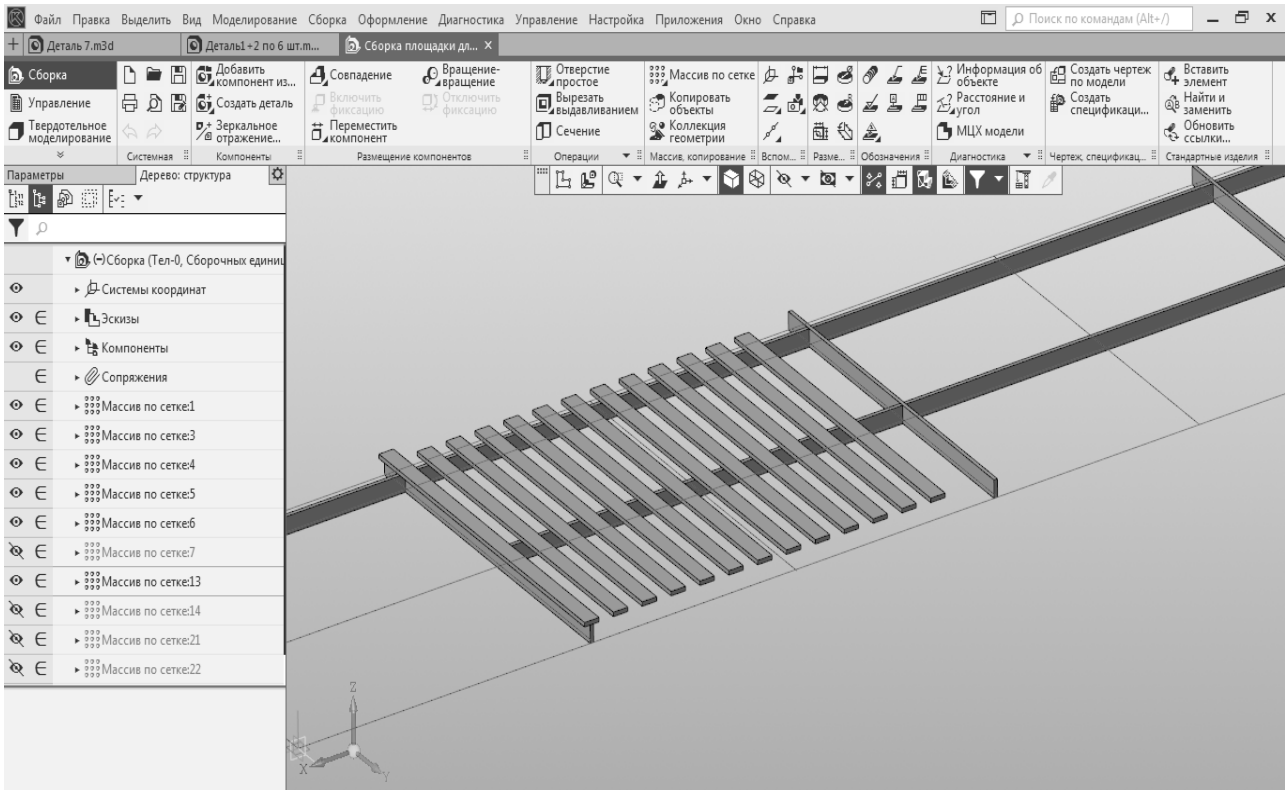 Файл Правка Выделить Вид Моделирование Сборка Оформление Диагностика Управление Настройка Приложения Окно Справка
Поиск по командам (Alt+/)
Деталь 7.m3d
Деталь1+2 по 6 шт.m...
Сборка площадки дл... ×
Сборка
Управление
Твердотельное моделирование
Системная
Добавить компонент из...
Создать деталь
Зеркальное отражение...
Компоненты
Совпадение
Включить фиксацию
Переместить компонент
Вращение-вращение
Отключить фиксацию
Размещение компонентов
Отверстие простое
Вырезать выдавливанием
Сечение
Операции
Массив по сетке
Копировать объекты
Коллекция геометрии
Массив, копирование
Вспом...
Разме...
Обозначения
Информация об объекте
Расстояние и угол
МЦХ модели
Диагностика
Создать чертеж по модели
Создать спецификаци...
Чертеж, спецификац...
Вставить элемент
Найти и заменить
Обновить ссылки...
Стандартные изделия
Параметры
Дерево: структура
(-)Сборка (Тел-0, Сборочных едини
Системы координат
Эскизы
Компоненты
Сопряжения
Массив по сетке:1
Массив по сетке:3
Массив по сетке:4
Массив по сетке:5
Массив по сетке:6
Массив по сетке:7
Массив по сетке:13
Массив по сетке:14
Массив по сетке:21
Массив по сетке:22
Z
X
Y